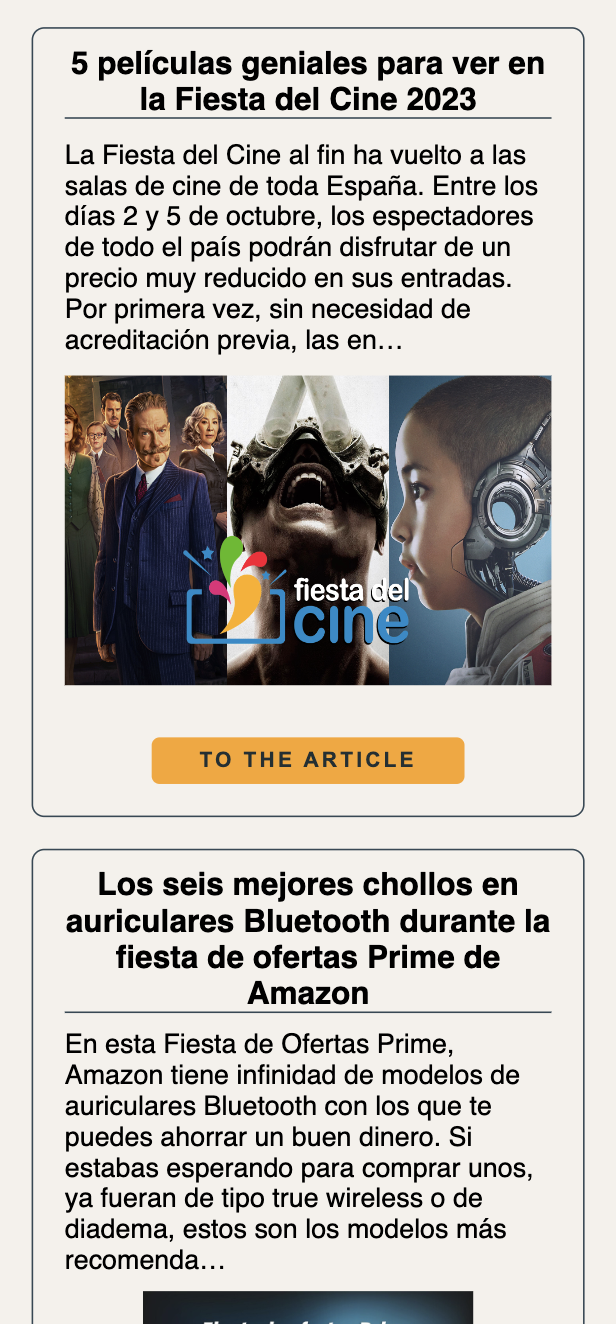 5 películas geniales para ver en
la Fiesta del Cine 2023
La Fiesta del Cine al fin ha vuelto a las
salas de cine de toda España. Entre los
días 2 y 5 de octubre, los espectadores
de todo el país podrán disfrutar de un
precio muy reducido en sus entradas.
Por primera vez, sin necesidad de
acreditación previa, las en…
fiesta del
cine
TO THE ARTICLE
Los seis mejores chollos en
auriculares Bluetooth durante la
fiesta de ofertas Prime de
Amazon
En esta Fiesta de Ofertas Prime,
Amazon tiene infinidad de modelos de
auriculares Bluetooth con los que te
puedes ahorrar un buen dinero. Si
estabas esperando para comprar unos,
ya fueran de tipo true wireless o de
diadema, estos son los modelos más
recomenda…